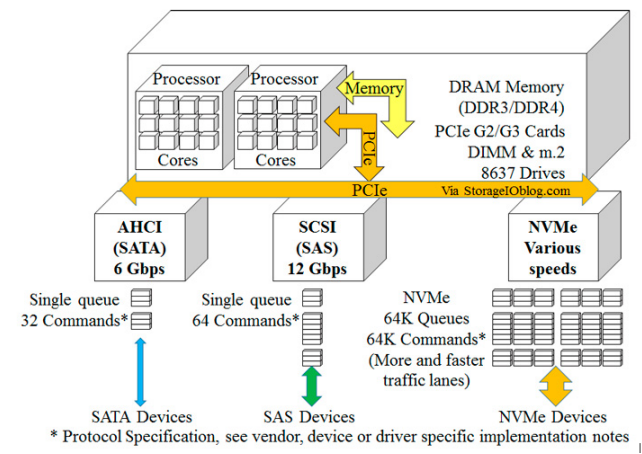 Processor
Processor
Cores
Cores
Memory
PCIe
DRAM Memory
(DDR3/DDR4)
PCIe G2/G3 Cards
DIMM & m.2
8637 Drives
PCIe
Via StorageIOblog.com
AHCI
(SATA)
6 Gbps
SCSI
(SAS)
12 Gbps
NVMe
Various
speeds
Single queue
32 Commands*
Single queue
64 Commands*
NVMe
64K Queues
64K Commands*
(More and faster
traffic lanes)
SATA Devices
SAS Devices
NVMe Devices
* Protocol Specification, see vendor, device or driver specific implementation notes